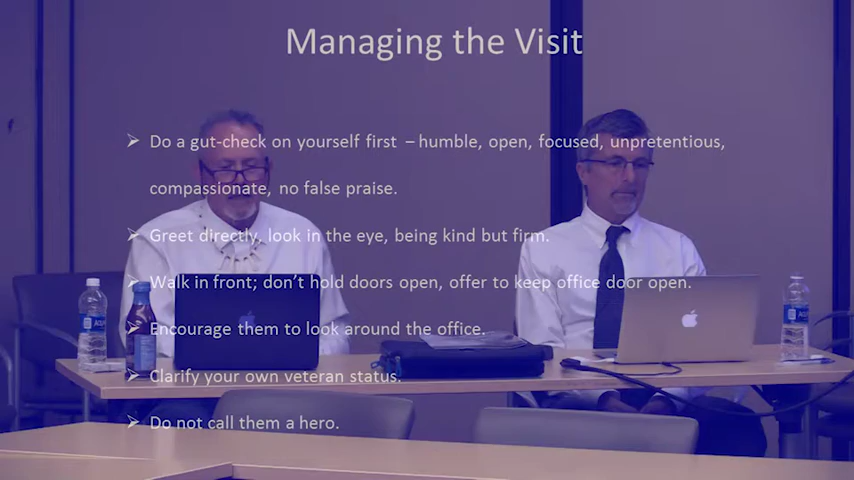 Managing the Visit
➢ Do a gut-check on yourself first – humble, open, focused, unpretentious,
compassionate, no false praise.
➢ Greet directly, look in the eye, being kind but firm.
➢ Walk in front; don't hold doors open, offer to keep office door open.
➢ Encourage them to look around the office.
➢ Clarify your own veteran status.
➢ Do not call them a hero.